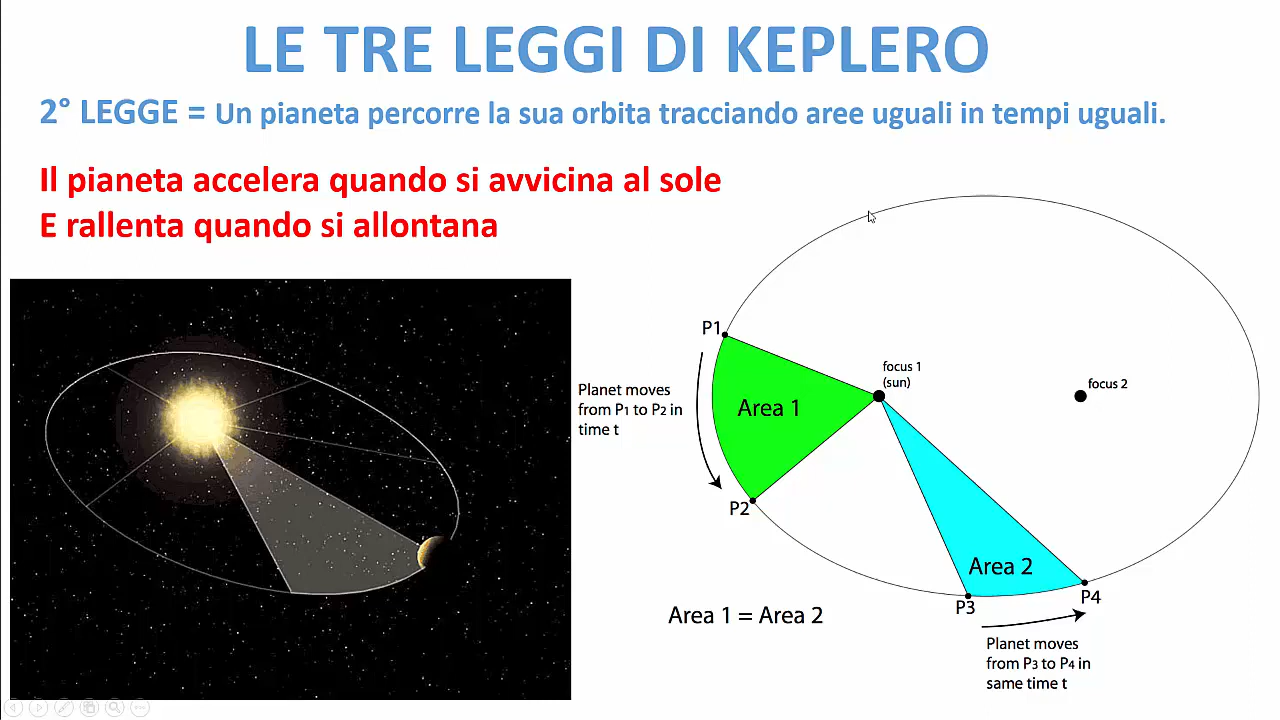 LE TRE LEGGI DI KEPLERO
2° LEGGE = Un pianeta percorre la sua orbita tracciando aree uguali in tempi uguali.
Il pianeta accelera quando si avvicina al sole
E rallenta quando si allontana
P1
focus 1
(sun)
focus 2
Planet moves
from P1 to P2 in
time t
Area 1
P2
Area 2
P3
P4
Area 1 = Area 2
Planet moves
from P3 to P4 in
same time t